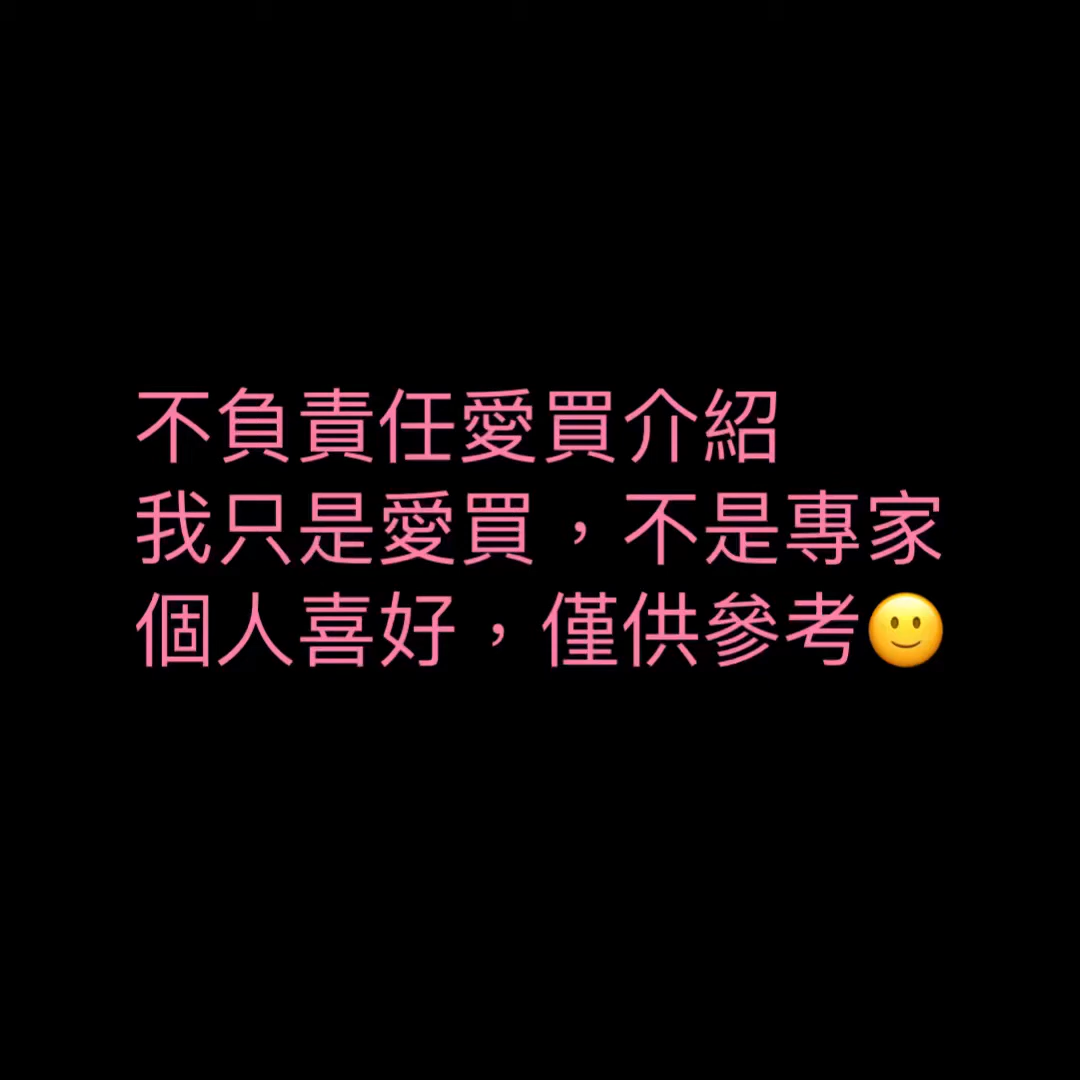 不負責任愛買介紹
我只是愛買，不是專家
個人喜好，僅供參考🙂